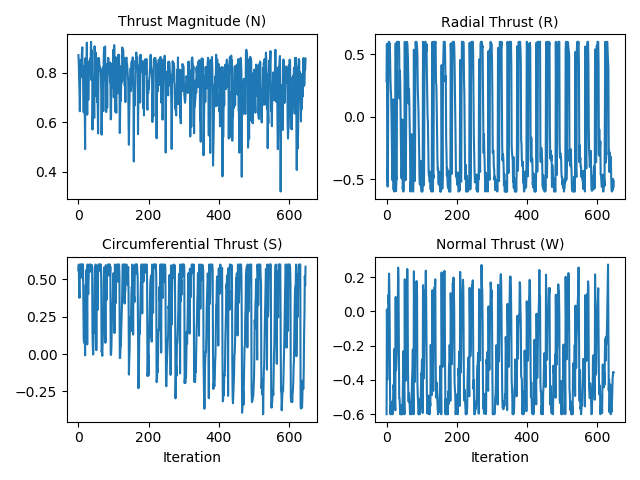 Thrust Magnitude (N)
0.8
0.6
0.4
0 200 400 600
Radial Thrust (R)
0.5
0.0
−0.5
0 200 400 600
Circumferential Thrust (S)
0.50
0.25
0.00
−0.25
0 200 400 600
Iteration
Normal Thrust (W)
0.2
0.0
−0.2
−0.4
−0.6
0 200 400 600
Iteration